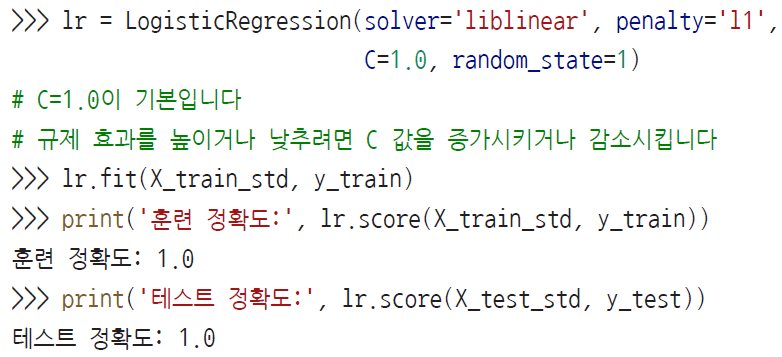 >>> lr = LogisticRegression(solver='liblinear', penalty='l1',
C=1.0, random_state=1)
# C=1.0이 기본입니다
# 규제 효과를 높이거나 낮추려면 C 값을 증가시키거나 감소시킵니다
>>> lr.fit(X_train_std, y_train)
>>> print('훈련 정확도:', lr.score(X_train_std, y_train))
훈련 정확도: 1.0
>>> print('테스트 정확도:', lr.score(X_test_std, y_test))
테스트 정확도: 1.0